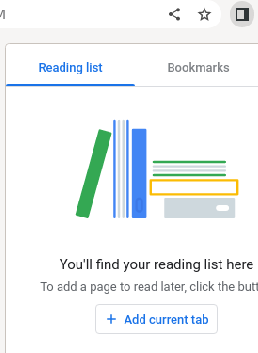 Reading list Bookmarks
You'll find your reading list here
To add a page to read later, click the
Add current tab